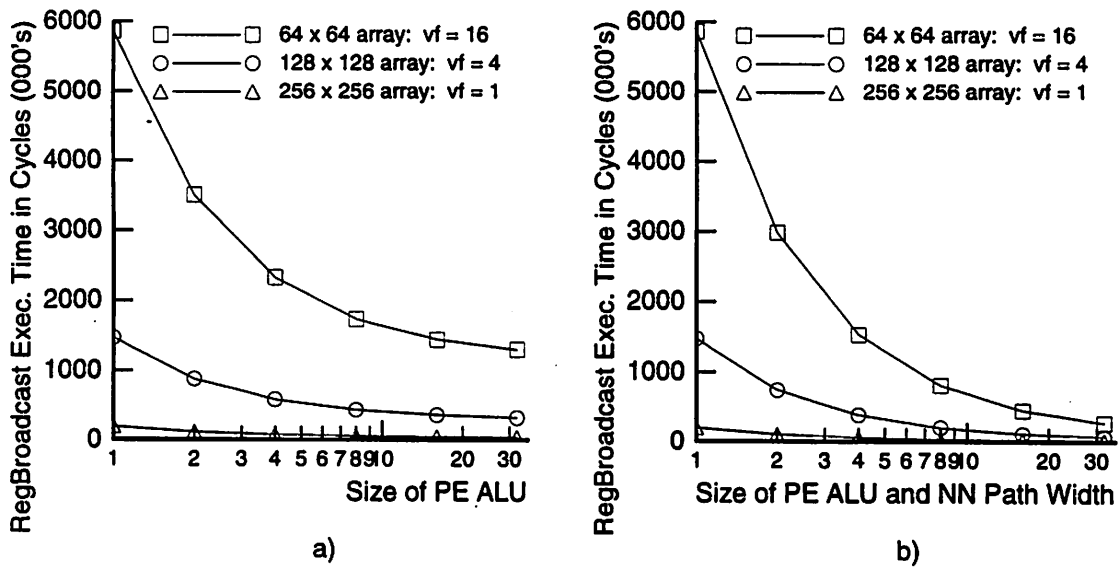 RegBroadcast Exec. Time in Cycles (000's)
6000
5000
4000
3000
2000
1000
0
64 x 64 array: vf = 16
128 x 128 array: vf = 4
256 x 256 array: vf = 1
1 2 3 4 5 6 7 8 9 10 20 30
Size of PE ALU
a)
RegBroadcast Exec. Time in Cycles (000's)
6000
5000
4000
3000
2000
1000
0
64 x 64 array: vf = 16
128 x 128 array: vf = 4
256 x 256 array: vf = 1
1 2 3 4 5 6 7 8 9 10 20 30
Size of PE ALU and NN Path Width
b)